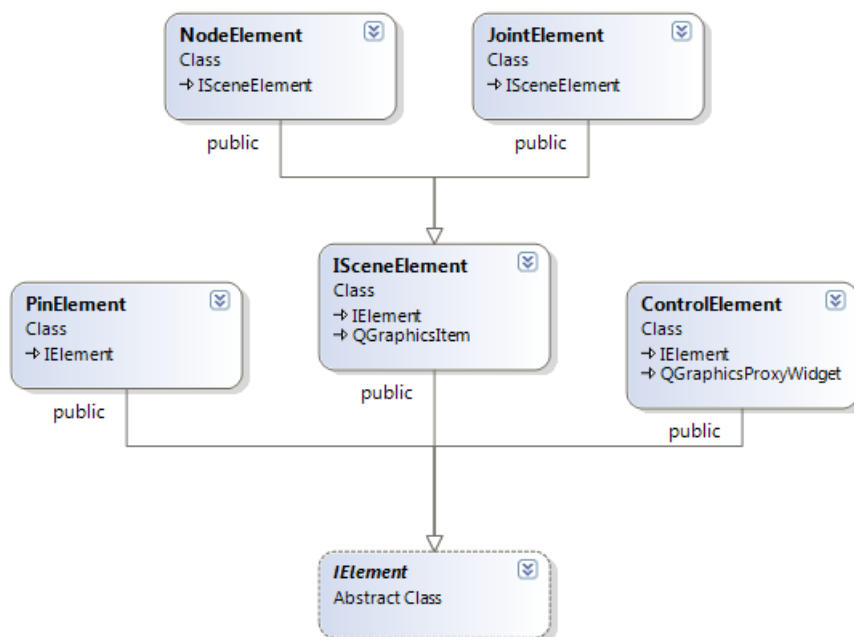 NodeElement
Class
ISceneElement
JointElement
Class
ISceneElement
public
public
ISceneElement
Class
IElement
QGraphicsItem
PinElement
Class
IElement
ControlElement
Class
IElement
QGraphicsProxyWidget
public
public
public
IElement
Abstract Class